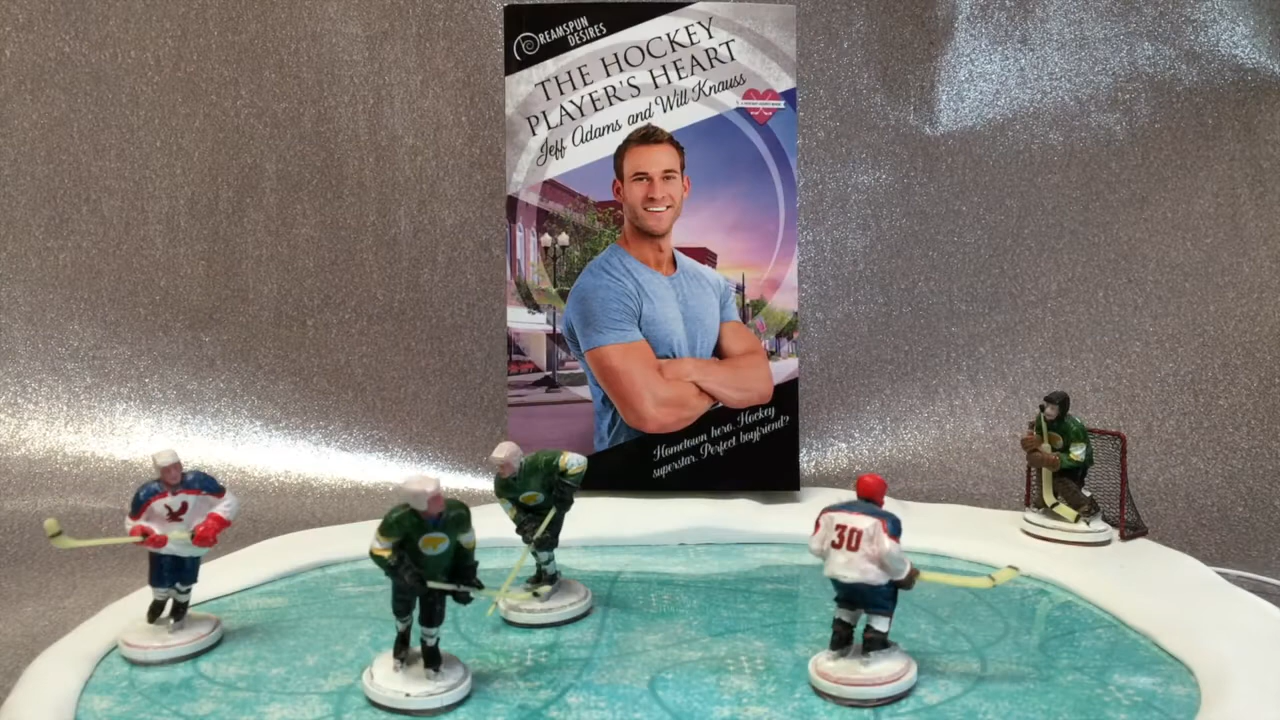 DREAMSPUN
DESIRES
THE HOCKEY
PLAYER'S HEART
Jeff Adams and Will Knauss
Hometown hero. Hockey
superstar. Perfect boyfriend?
30